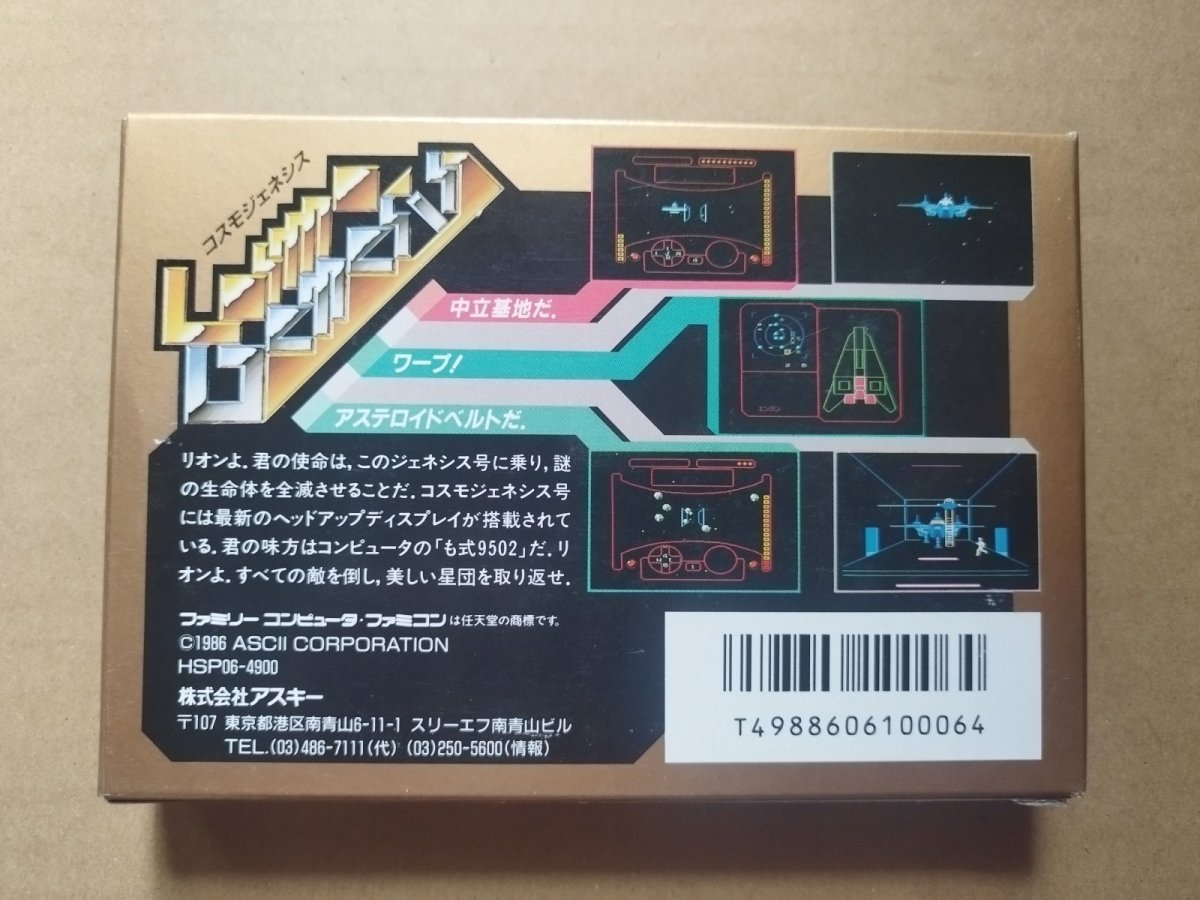 コスモジェネシス
中立基地だ.
ワープ!
アステロイドベルトだ.
エンダン
リオンよ.君の使命は,このジェネシス号に乗り,謎
の生命体を全滅させることだ.コスモジェネシス号
には最新のヘッドアップディスプレイが搭載されて
いる.君の味方はコンピュータの「も式9502」だ.リ
オンよ.すべての敵を倒し,美しい星団を取り返せ.
ファミリーコンピュータ・ファミコンは任天堂の商標です。
©1986 ASCII CORPORATION
HSP06-4900
株式会社アスキー
〒107 東京都港区南青山6-11-1 スリーエフ南青山ビル
TEL.(03)486-7111(代) (03)250-5600(情報)
T4988606100064